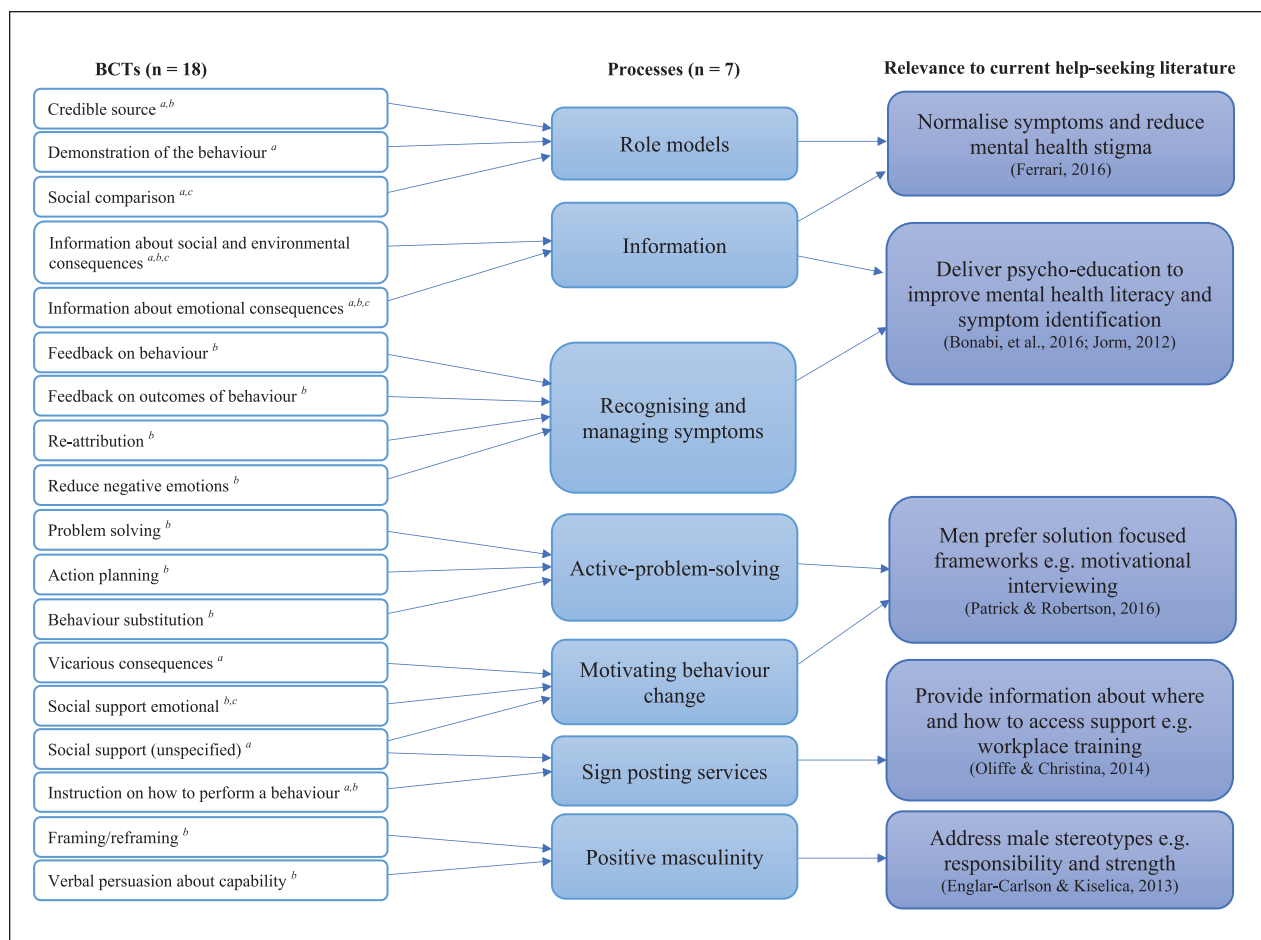 BCTs (n = 18)
Credible source a,b
Demonstration of the behaviour a
Social comparison a,c
Information about social and environmental
consequences a,b,c
Information about emotional consequences a,b,c
Feedback on behaviour b
Feedback on outcomes of behaviour b
Re-attribution b
Reduce negative emotions b
Problem solving b
Action planning b
Behaviour substitution b
Vicarious consequences a
Social support emotional b,c
Social support (unspecified) a
Instruction on how to perform a behaviour a,b
Framing/reframing b
Verbal persuasion about capability b
Processes (n = 7)
Role models
Information
Recognising and
managing symptoms
Active-problem-solving
Motivating behaviour
change
Sign posting services
Positive masculinity
Relevance to current help-seeking literature
Normalise symptoms and reduce
mental health stigma
(Ferrari, 2016)
Deliver psycho-education to
improve mental health literacy and
symptom identification
(Bonabi, et al., 2016; Jorm, 2012)
Men prefer solution focused
frameworks e.g. motivational
interviewing
(Patrick & Robertson, 2016)
Provide information about where
and how to access support e.g.
workplace training
(Oliffe & Christina, 2014)
Address male stereotypes e.g.
responsibility and strength
(Englar-Carlson & Kiselica, 2013)